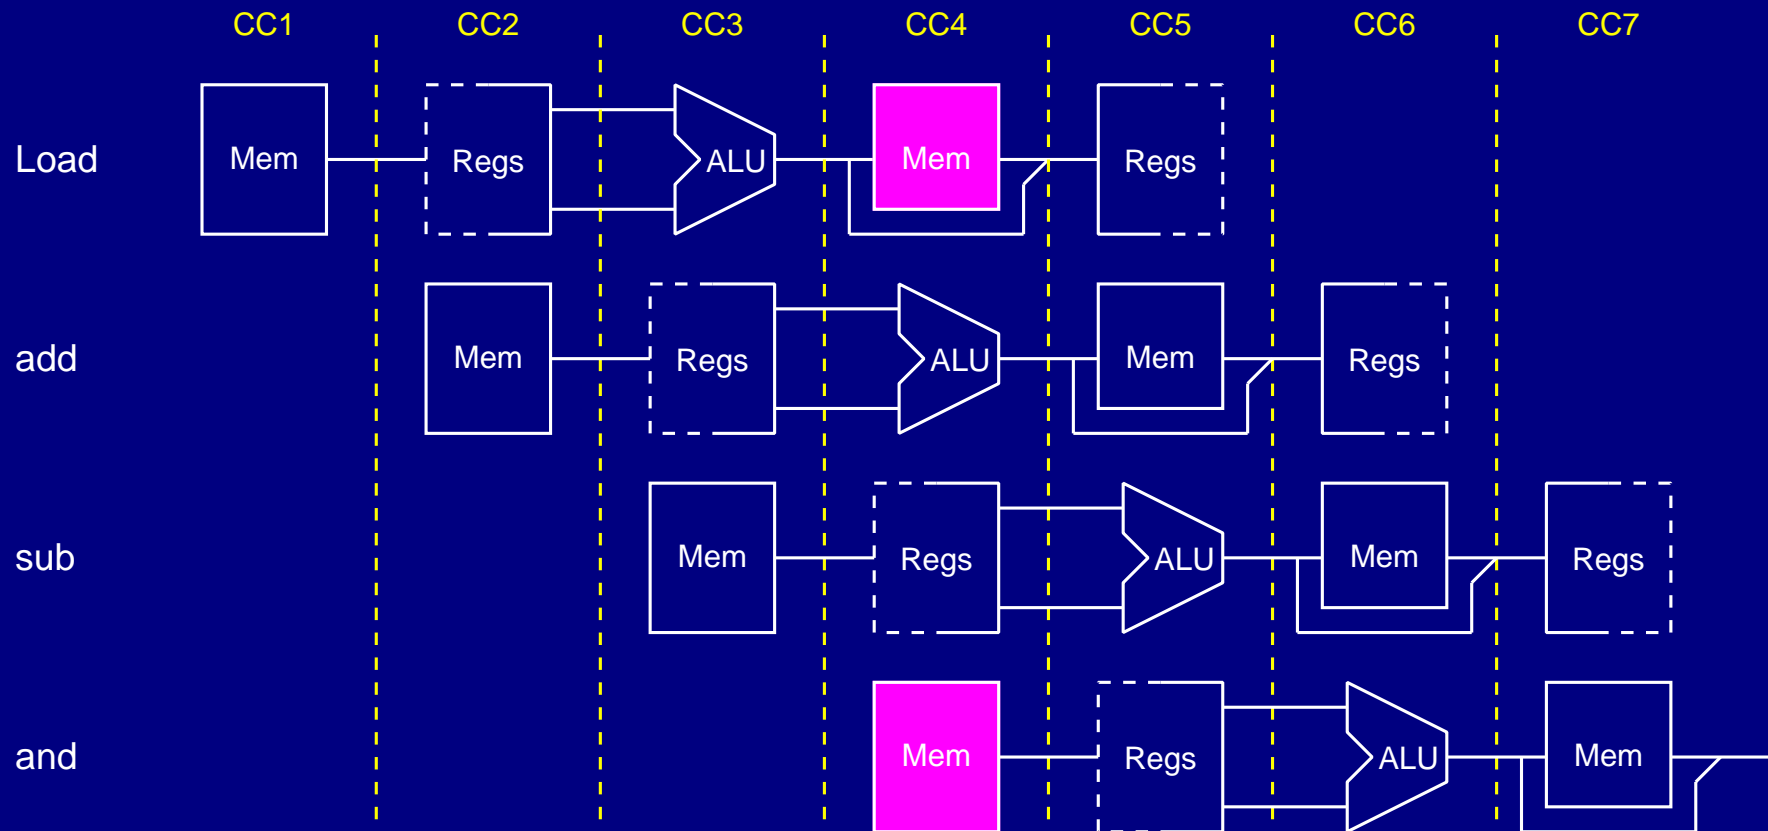 CC1 CC2 CC3 CC4 CC5 CC6 CC7
Load Mem Regs ALU Mem Regs
add Mem Regs ALU Mem Regs
sub Mem Regs ALU Mem Regs
and Mem Regs ALU Mem